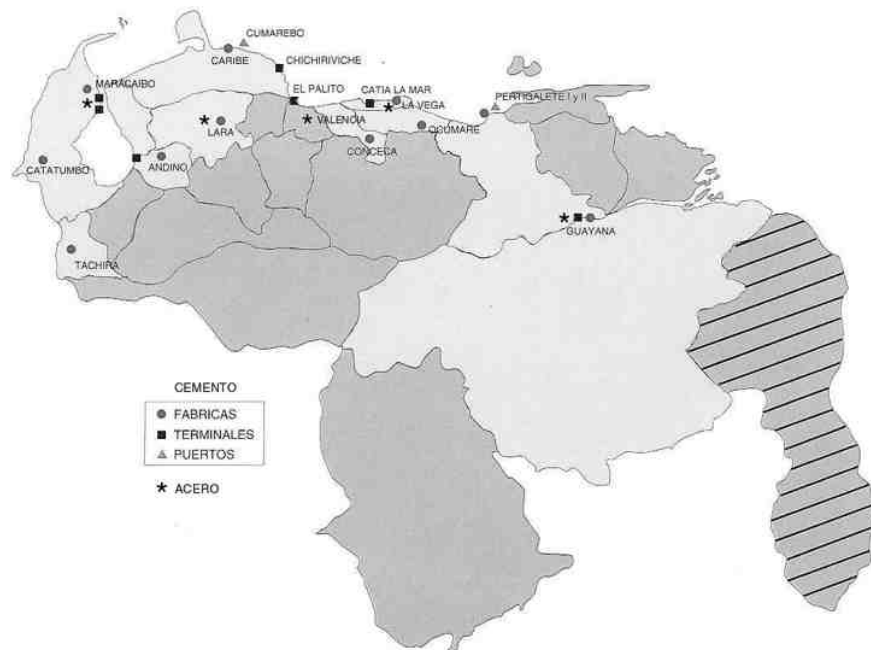 CUMAREBO
CARIBE
CHICHIRIVICHE
MARACAIBO
EL PALITO
CATIA LA MAR
PERTIGALETE I y II
LA VEGA
LARA
VALENCIA
OCUMARE
CONCECA
CATATUMBO
ANDINO
GUAYANA
TACHIRA
CEMENTO
FABRICAS
TERMINALES
PUERTOS
ACERO